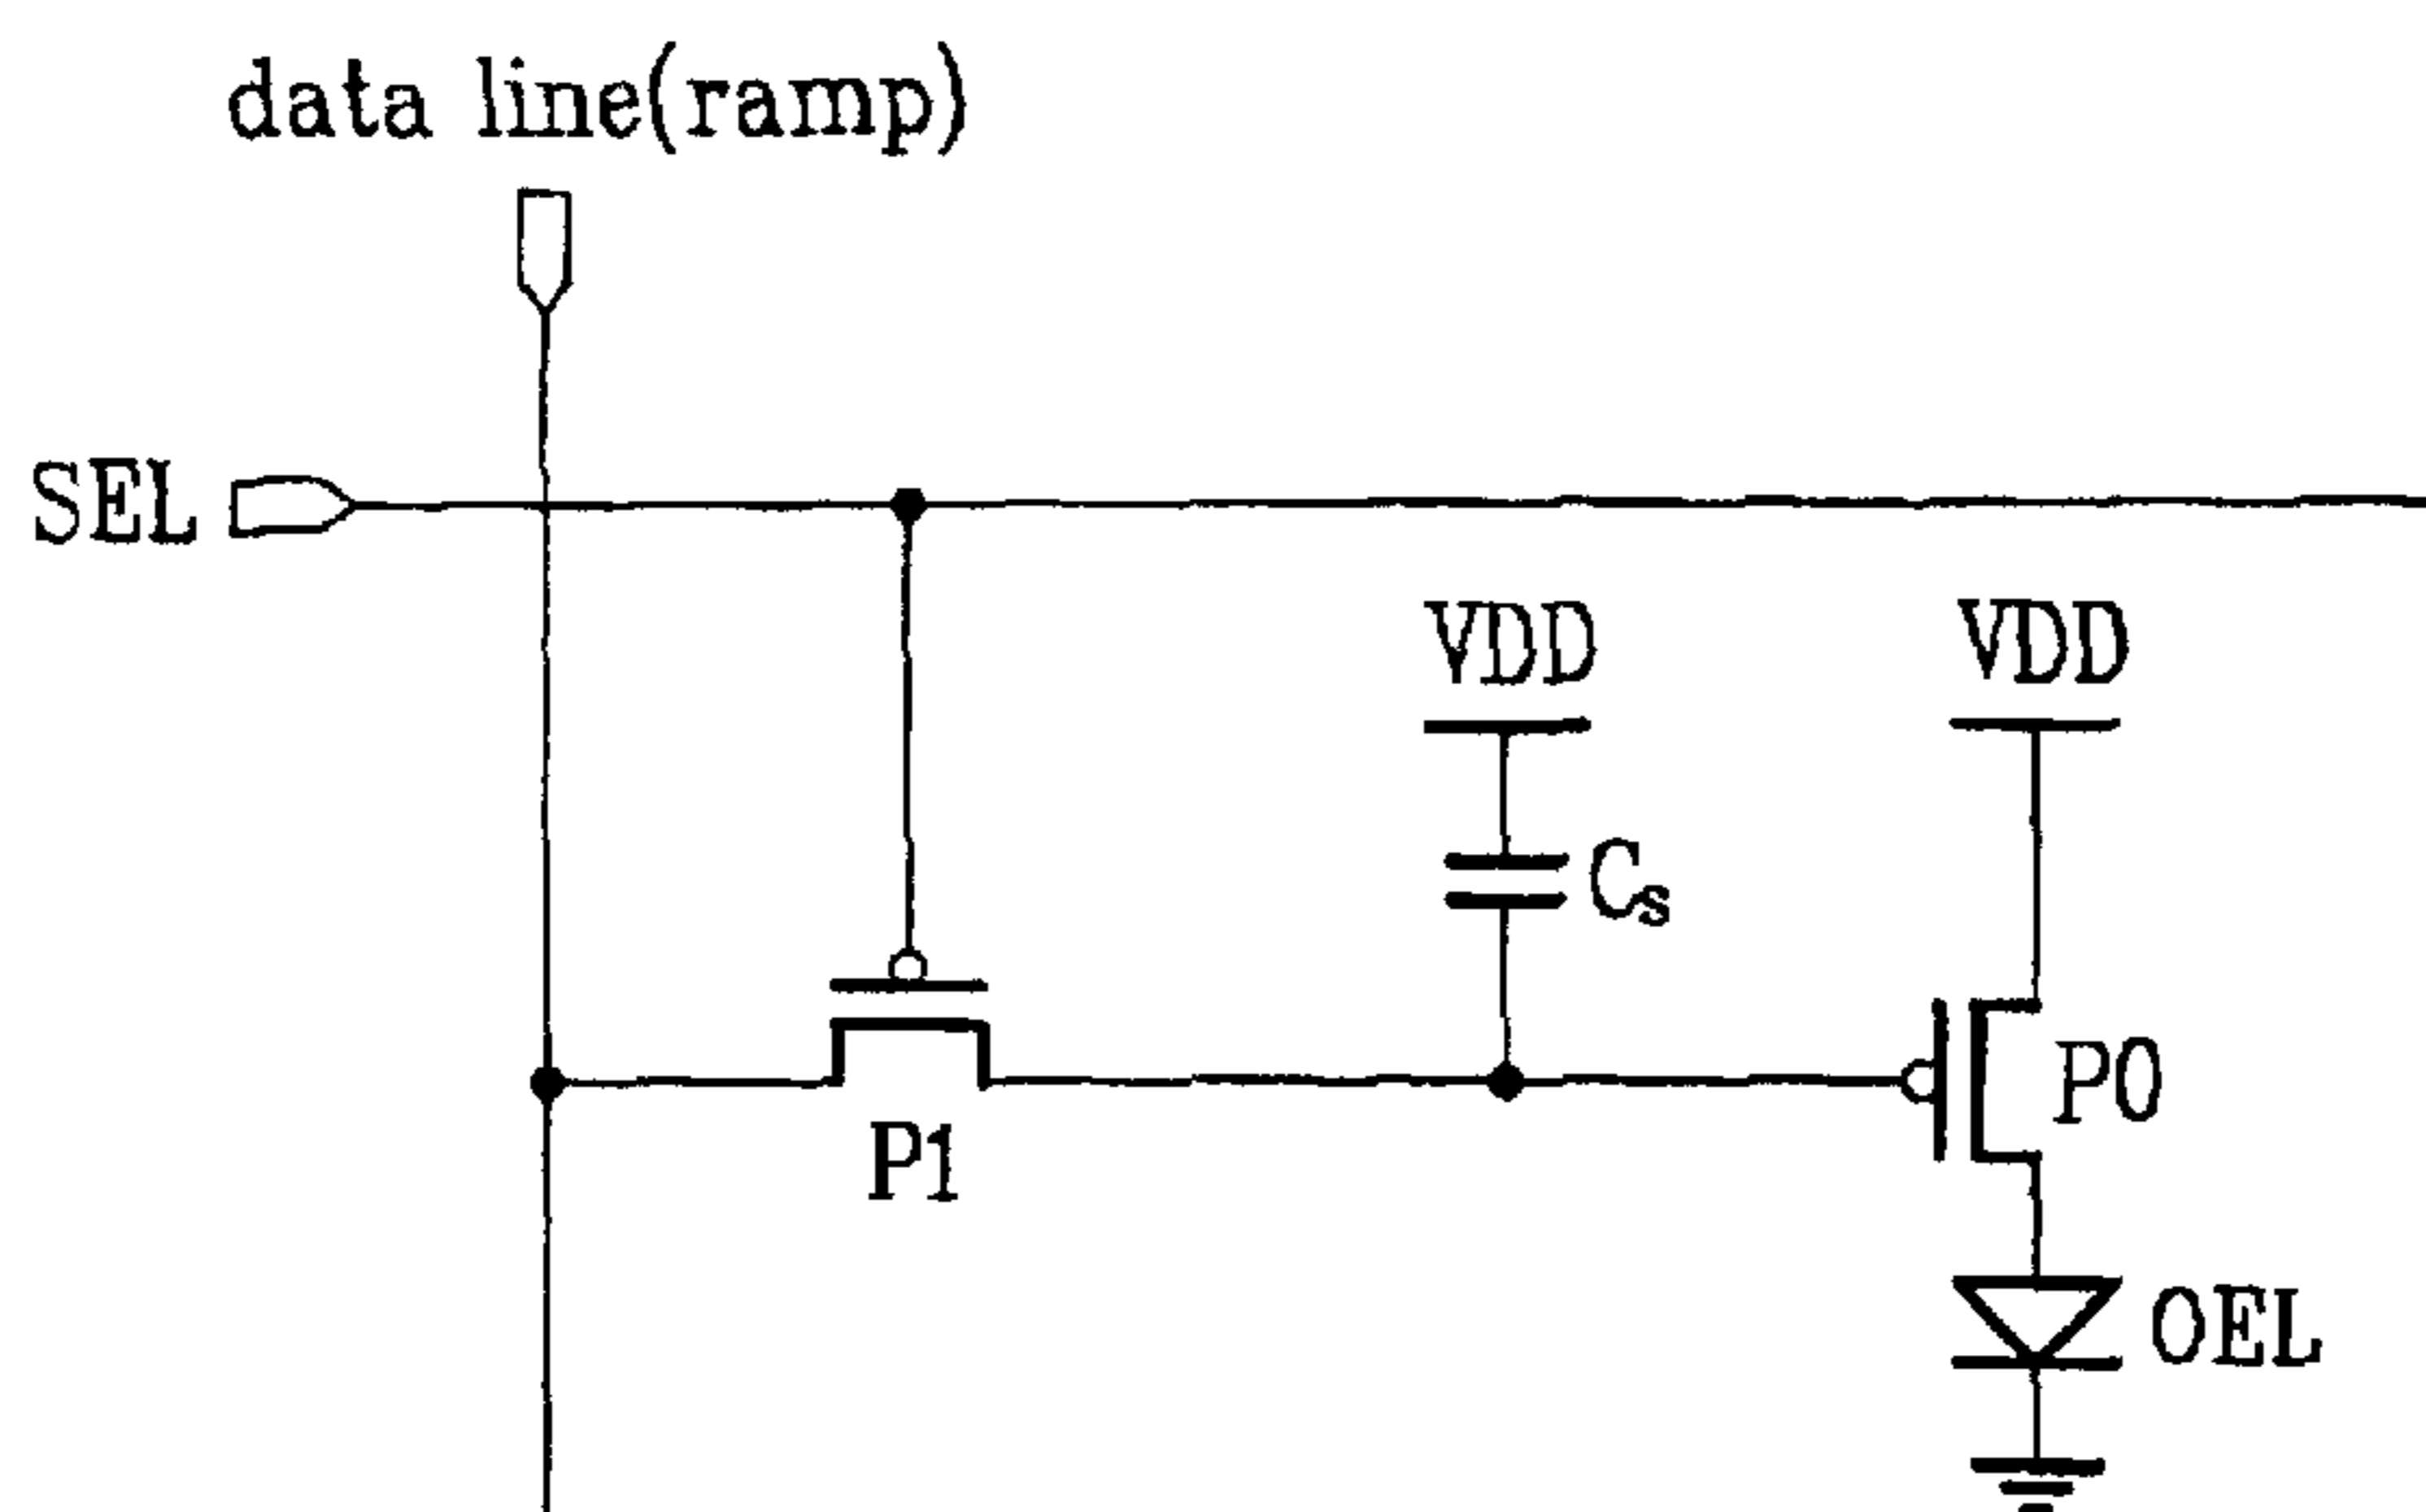 data line(ramp)
SEL
VDD
VDD
Cs
P0
P1
OEL